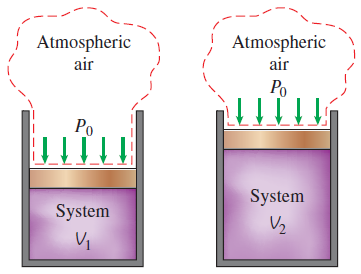 Atmospheric
air
P0
System
V1
Atmospheric
air
P0
System
V2